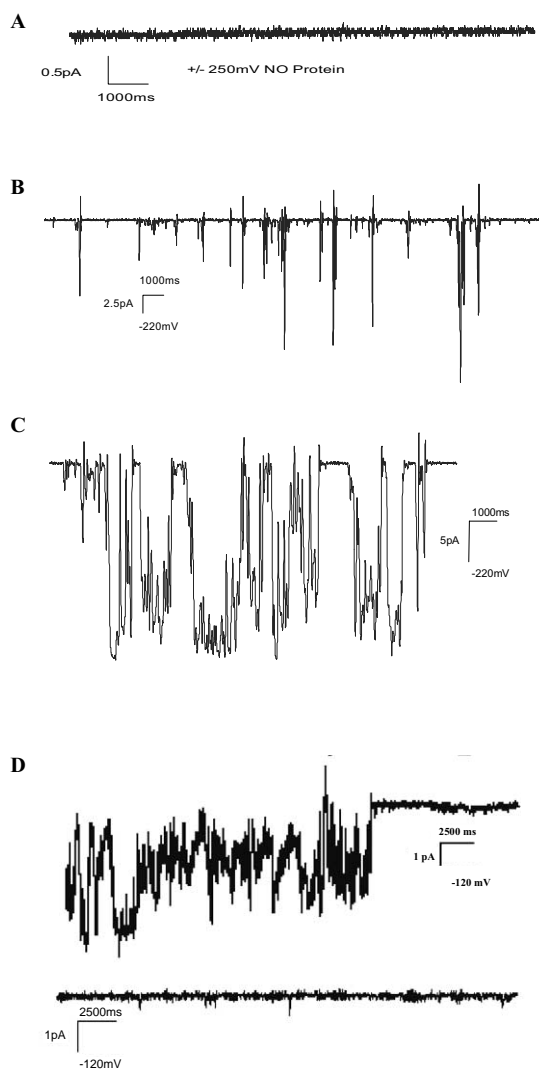 A
0.5pA
+/- 250mV NO Protein
1000ms
B
1000ms
2.5pA
-220mV
C
1000ms
5pA
-220mV
D
2500 ms
1 pA
-120 mV
2500ms
1pA
-120mV